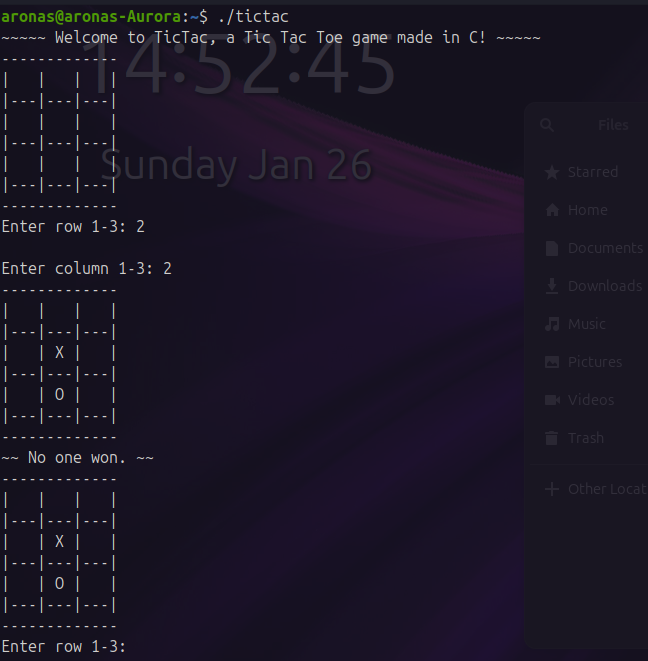 aronas@aronas-Aurora:~$ ./tictac
~~~~~ Welcome to TicTac, a Tic Tac Toe game made in C! ~~~~~
-------------
|   |   |   |
|---|---|---|
|   |   |   |
|---|---|---|
|   |   |   |
|---|---|---|
-------------
Enter row 1-3: 2

Enter column 1-3: 2
-------------
|   |   |   |
|---|---|---|
|   | X |   |
|---|---|---|
|   | O |   |
|---|---|---|
-------------
~~ No one won. ~~
-------------
|   |   |   |
|---|---|---|
|   | X |   |
|---|---|---|
|   | O |   |
|---|---|---|
-------------
Enter row 1-3:
14:52:45
Sunday Jan 26
Files
Starred
Home
Documents
Downloads
Music
Pictures
Videos
Trash
Other Locat